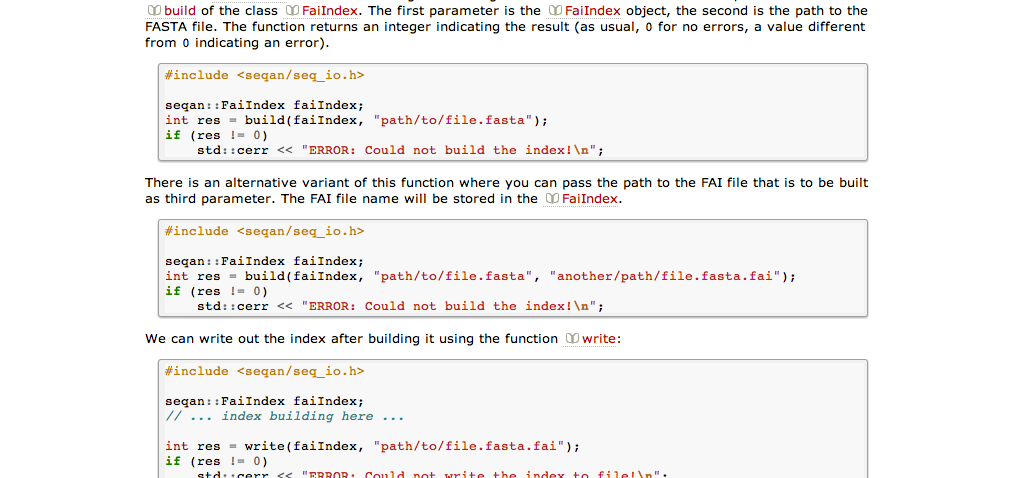 build of the class FaiIndex. The first parameter is the FaiIndex object, the second is the path to the
FASTA file. The function returns an integer indicating the result (as usual, 0 for no errors, a value different
from 0 indicating an error).
#include <seqan/seq_io.h>
seqan::FaiIndex faiIndex;
int res = build(faiIndex, "path/to/file.fasta");
if (res != 0)
    std::cerr << "ERROR: Could not build the index!\n";
There is an alternative variant of this function where you can pass the path to the FAI file that is to be built
as third parameter. The FAI file name will be stored in the FaiIndex.
#include <seqan/seq_io.h>
seqan::FaiIndex faiIndex;
int res = build(faiIndex, "path/to/file.fasta", "another/path/file.fasta.fai");
if (res != 0)
    std::cerr << "ERROR: Could not build the index!\n";
We can write out the index after building it using the function write:
#include <seqan/seq_io.h>
seqan::FaiIndex faiIndex;
// ... index building here ...
int res = write(faiIndex, "path/to/file.fasta.fai");
if (res != 0)
    std::cerr << "ERROR: Could not write the index to file!\n";